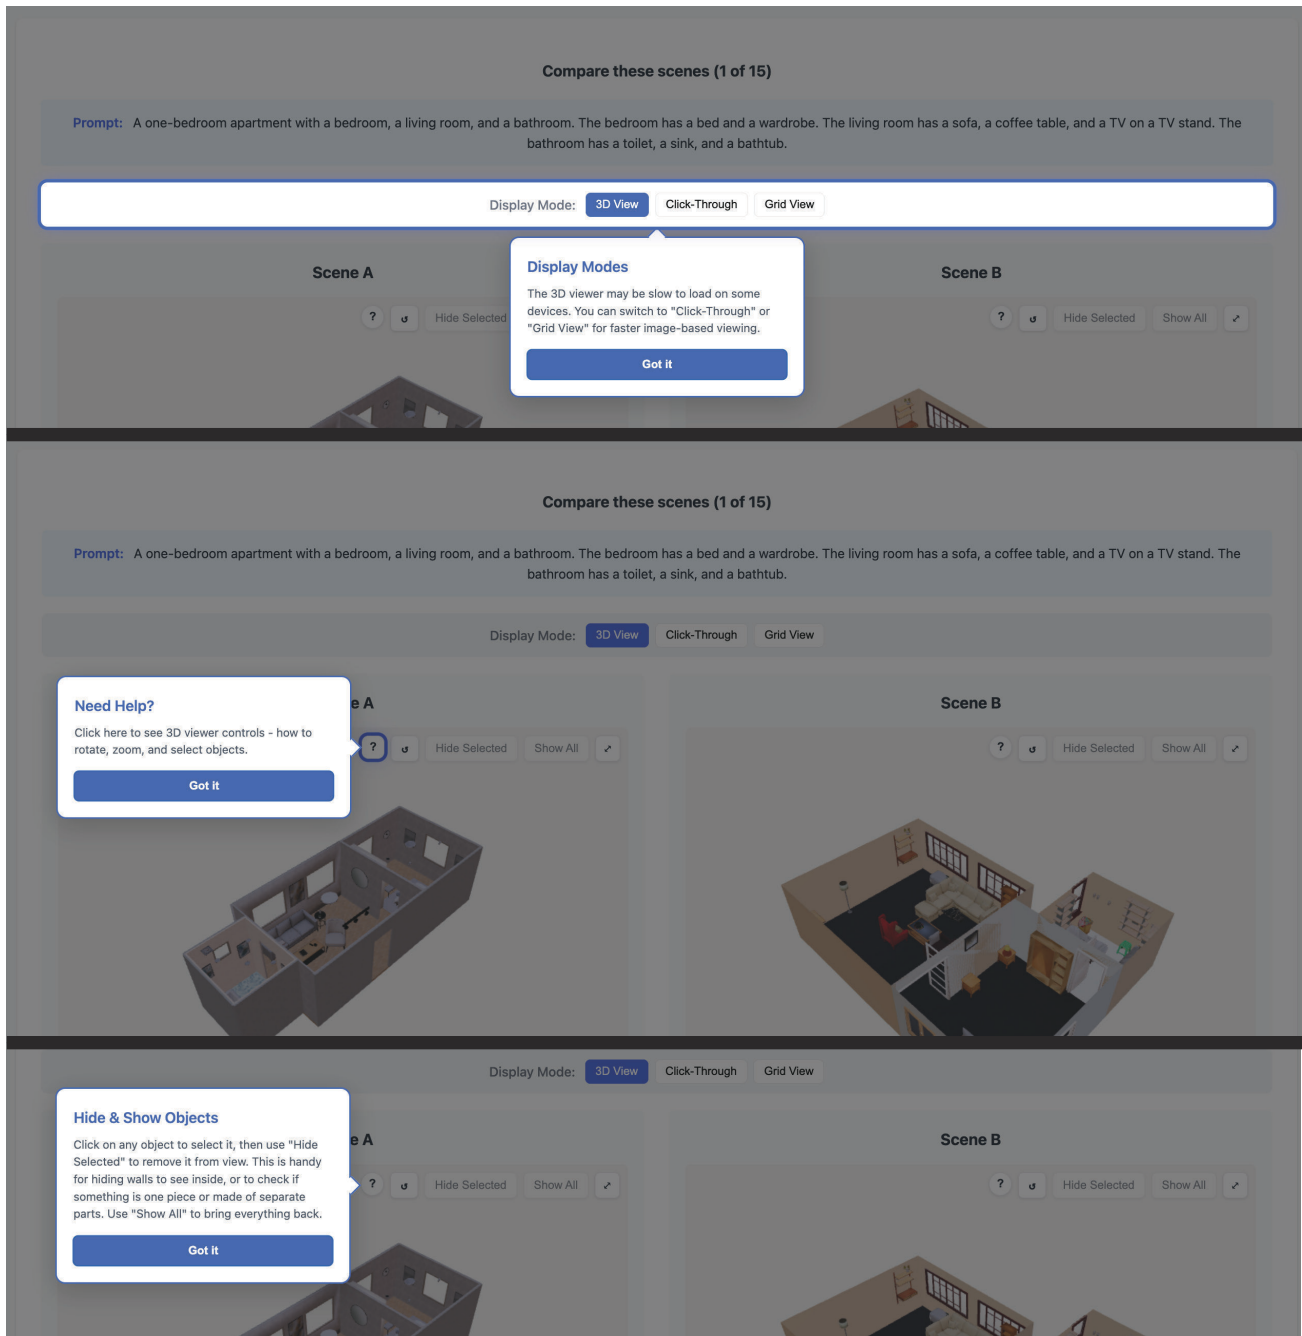 Compare these scenes (1 of 15)
Prompt: A one-bedroom apartment with a bedroom, a living room, and a bathroom. The bedroom has a bed and a wardrobe. The living room has a sofa, a coffee table, and a TV on a TV stand. The
bathroom has a toilet, a sink, and a bathtub.
Display Mode: 3D View Click-Through Grid View
Scene A
Scene B
? ↺ Hide Selected
? ↺ Hide Selected Show All ⤢
Display Modes
The 3D viewer may be slow to load on some
devices. You can switch to "Click-Through" or
"Grid View" for faster image-based viewing.
Got it
Compare these scenes (1 of 15)
Prompt: A one-bedroom apartment with a bedroom, a living room, and a bathroom. The bedroom has a bed and a wardrobe. The living room has a sofa, a coffee table, and a TV on a TV stand. The
bathroom has a toilet, a sink, and a bathtub.
Display Mode: 3D View Click-Through Grid View
Need Help?
Click here to see 3D viewer controls - how to
rotate, zoom, and select objects.
Got it
e A
Scene B
? ↺ Hide Selected Show All ⤢
? ↺ Hide Selected Show All ⤢
Display Mode: 3D View Click-Through Grid View
Hide & Show Objects
Click on any object to select it, then use "Hide
Selected" to remove it from view. This is handy
for hiding walls to see inside, or to check if
something is one piece or made of separate
parts. Use "Show All" to bring everything back.
Got it
e A
Scene B
? ↺ Hide Selected Show All ⤢
? ↺ Hide Selected Show All ⤢